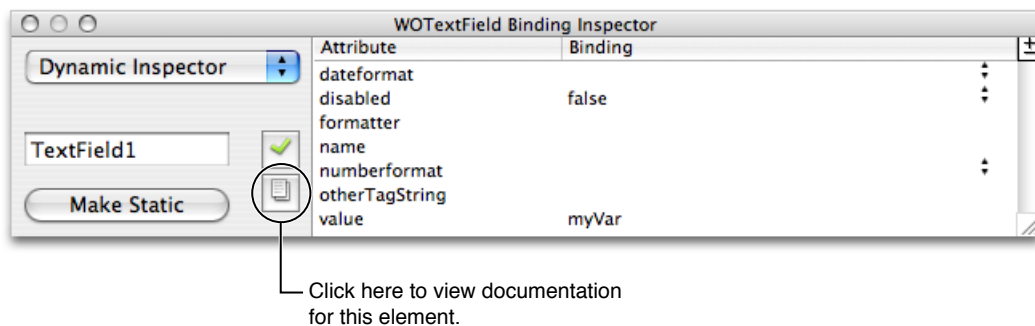 WOTextField Binding Inspector
Dynamic Inspector
TextField1
Make Static
Attribute Binding
dateformat
disabled false
formatter
name
numberformat
otherTagString
value myVar
Click here to view documentation
for this element.